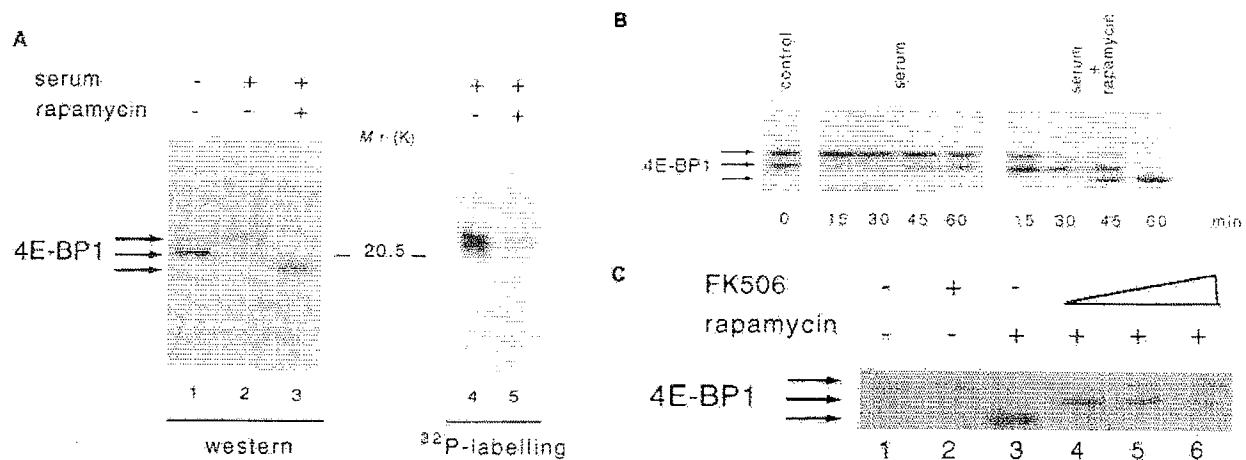 A
serum - + + + +
rapamycin - - + - +
M r (K)
4E-BP1
20.5
1 2 3 4 5
western
32P-labelling
B
control
serum
serum + rapamycin
4E-BP1
0 15 30 45 60 15 30 45 60 min
C
FK506 - + -
rapamycin - - + + + +
4E-BP1
1 2 3 4 5 6